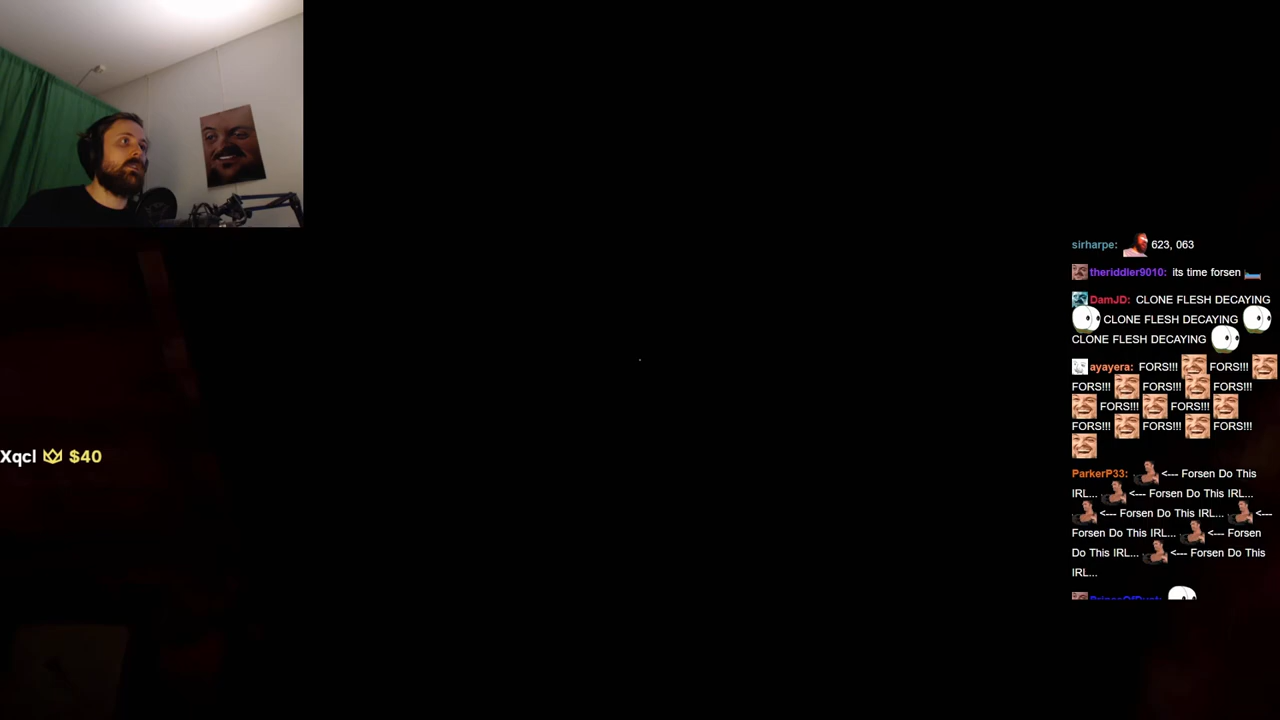 sirharpe: 623, 063
theriddler9010: its time forsen
DamJD: CLONE FLESH DECAYING
CLONE FLESH DECAYING
CLONE FLESH DECAYING
ayayera: FORS!!! FORS!!!
FORS!!! FORS!!! FORS!!!
FORS!!! FORS!!!
FORS!!! FORS!!! FORS!!!
Xqcl $40
ParkerP33: <--- Forsen Do This
IRL... <--- Forsen Do This IRL...
<--- Forsen Do This IRL... <---
Forsen Do This IRL... <--- Forsen
Do This IRL... <--- Forsen Do This
IRL...